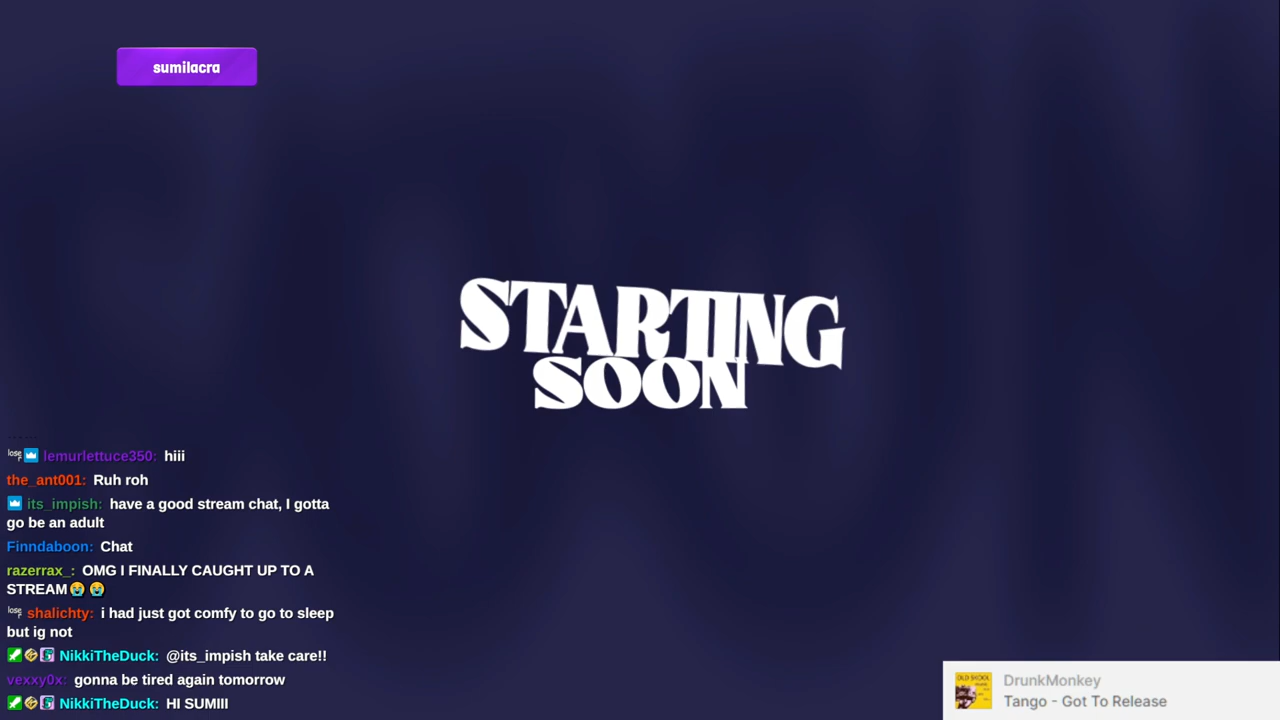 sumilacra
STARTING
SOON
lemurlettuce350: hiii
the_ant001: Ruh roh
its_impish: have a good stream chat, I gotta
go be an adult
Finndaboon: Chat
razerrax_: OMG I FINALLY CAUGHT UP TO A
STREAM😭😭
shalichty: i had just got comfy to go to sleep
but ig not
NikkiTheDuck: @its_impish take care!!
vexxy0x: gonna be tired again tomorrow
NikkiTheDuck: HI SUMIII
OLD SKOOL
DrunkMonkey
Tango - Got To Release